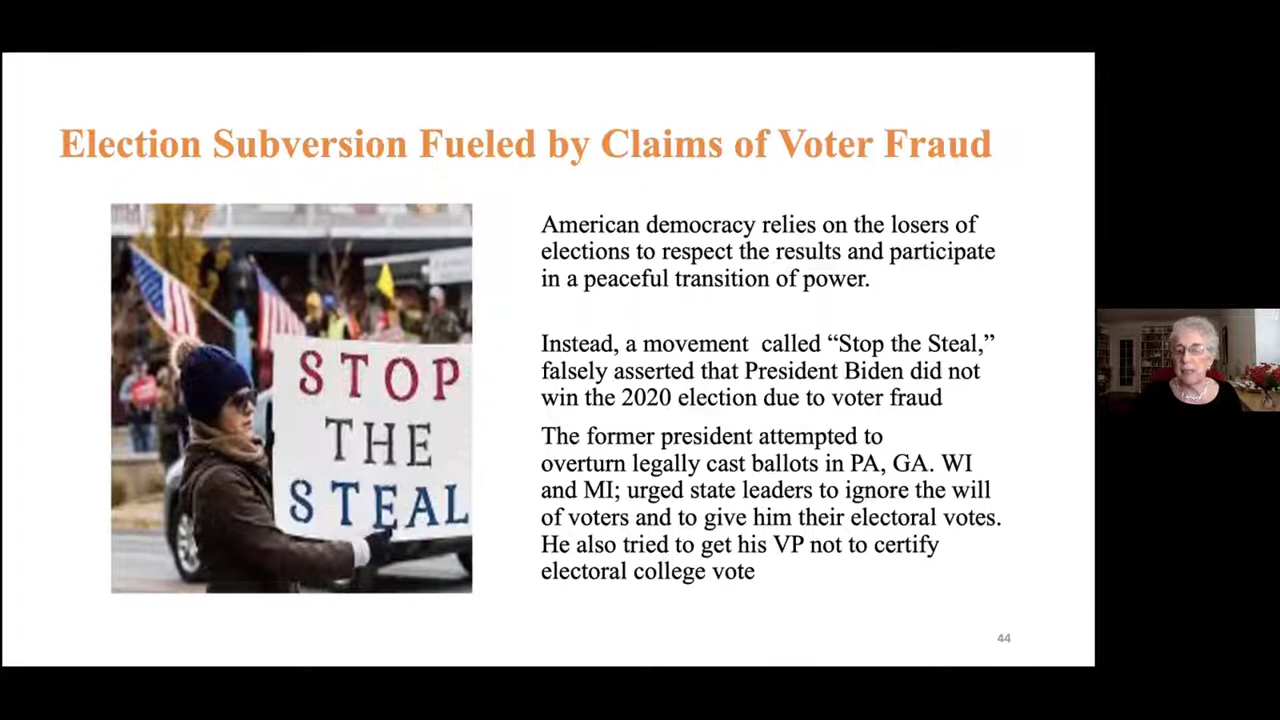 Election Subversion Fueled by Claims of Voter Fraud
STOP
THE
STEAL
American democracy relies on the losers of
elections to respect the results and participate
in a peaceful transition of power.
Instead, a movement called “Stop the Steal,”
falsely asserted that President Biden did not
win the 2020 election due to voter fraud
The former president attempted to
overturn legally cast ballots in PA, GA. WI
and MI; urged state leaders to ignore the will
of voters and to give him their electoral votes.
He also tried to get his VP not to certify
electoral college vote
44